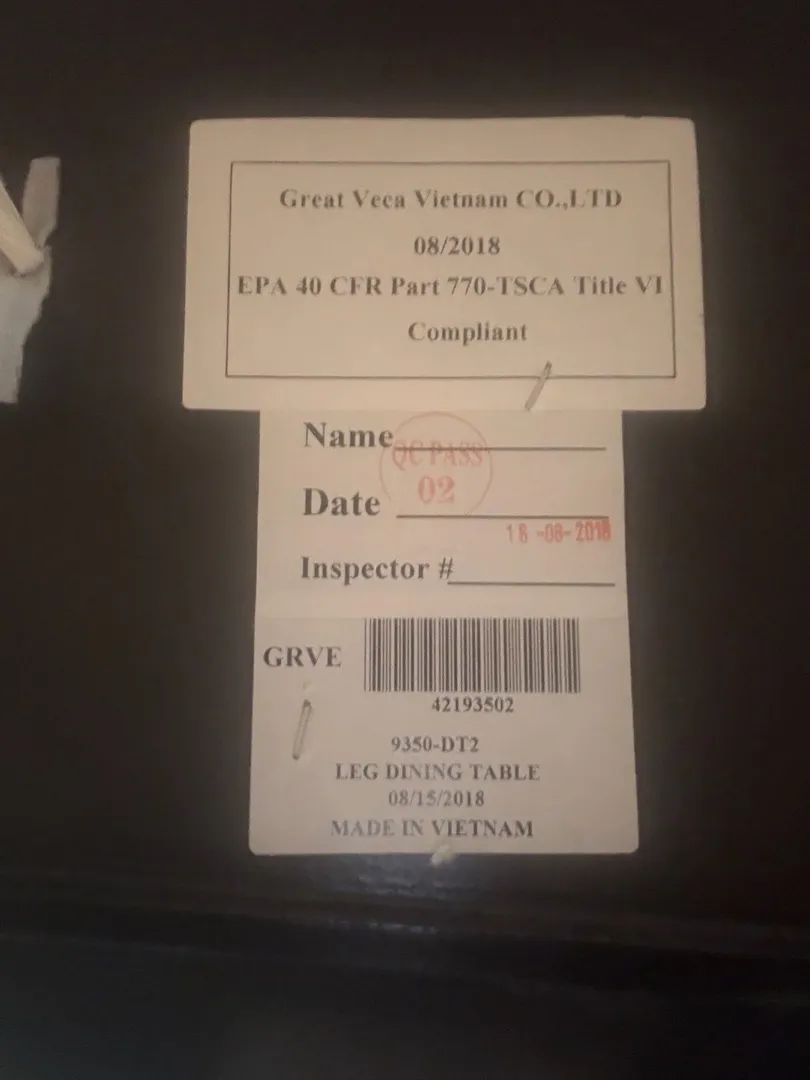 Great Veca Vietnam CO.,LTD
08/2018
EPA 40 CFR Part 770-TSCA Title VI
Compliant
Name
QC PASS
02
Date
18-08-2018
Inspector #
GRVE
42193502
9350-DT2
LEG DINING TABLE
08/15/2018
MADE IN VIETNAM